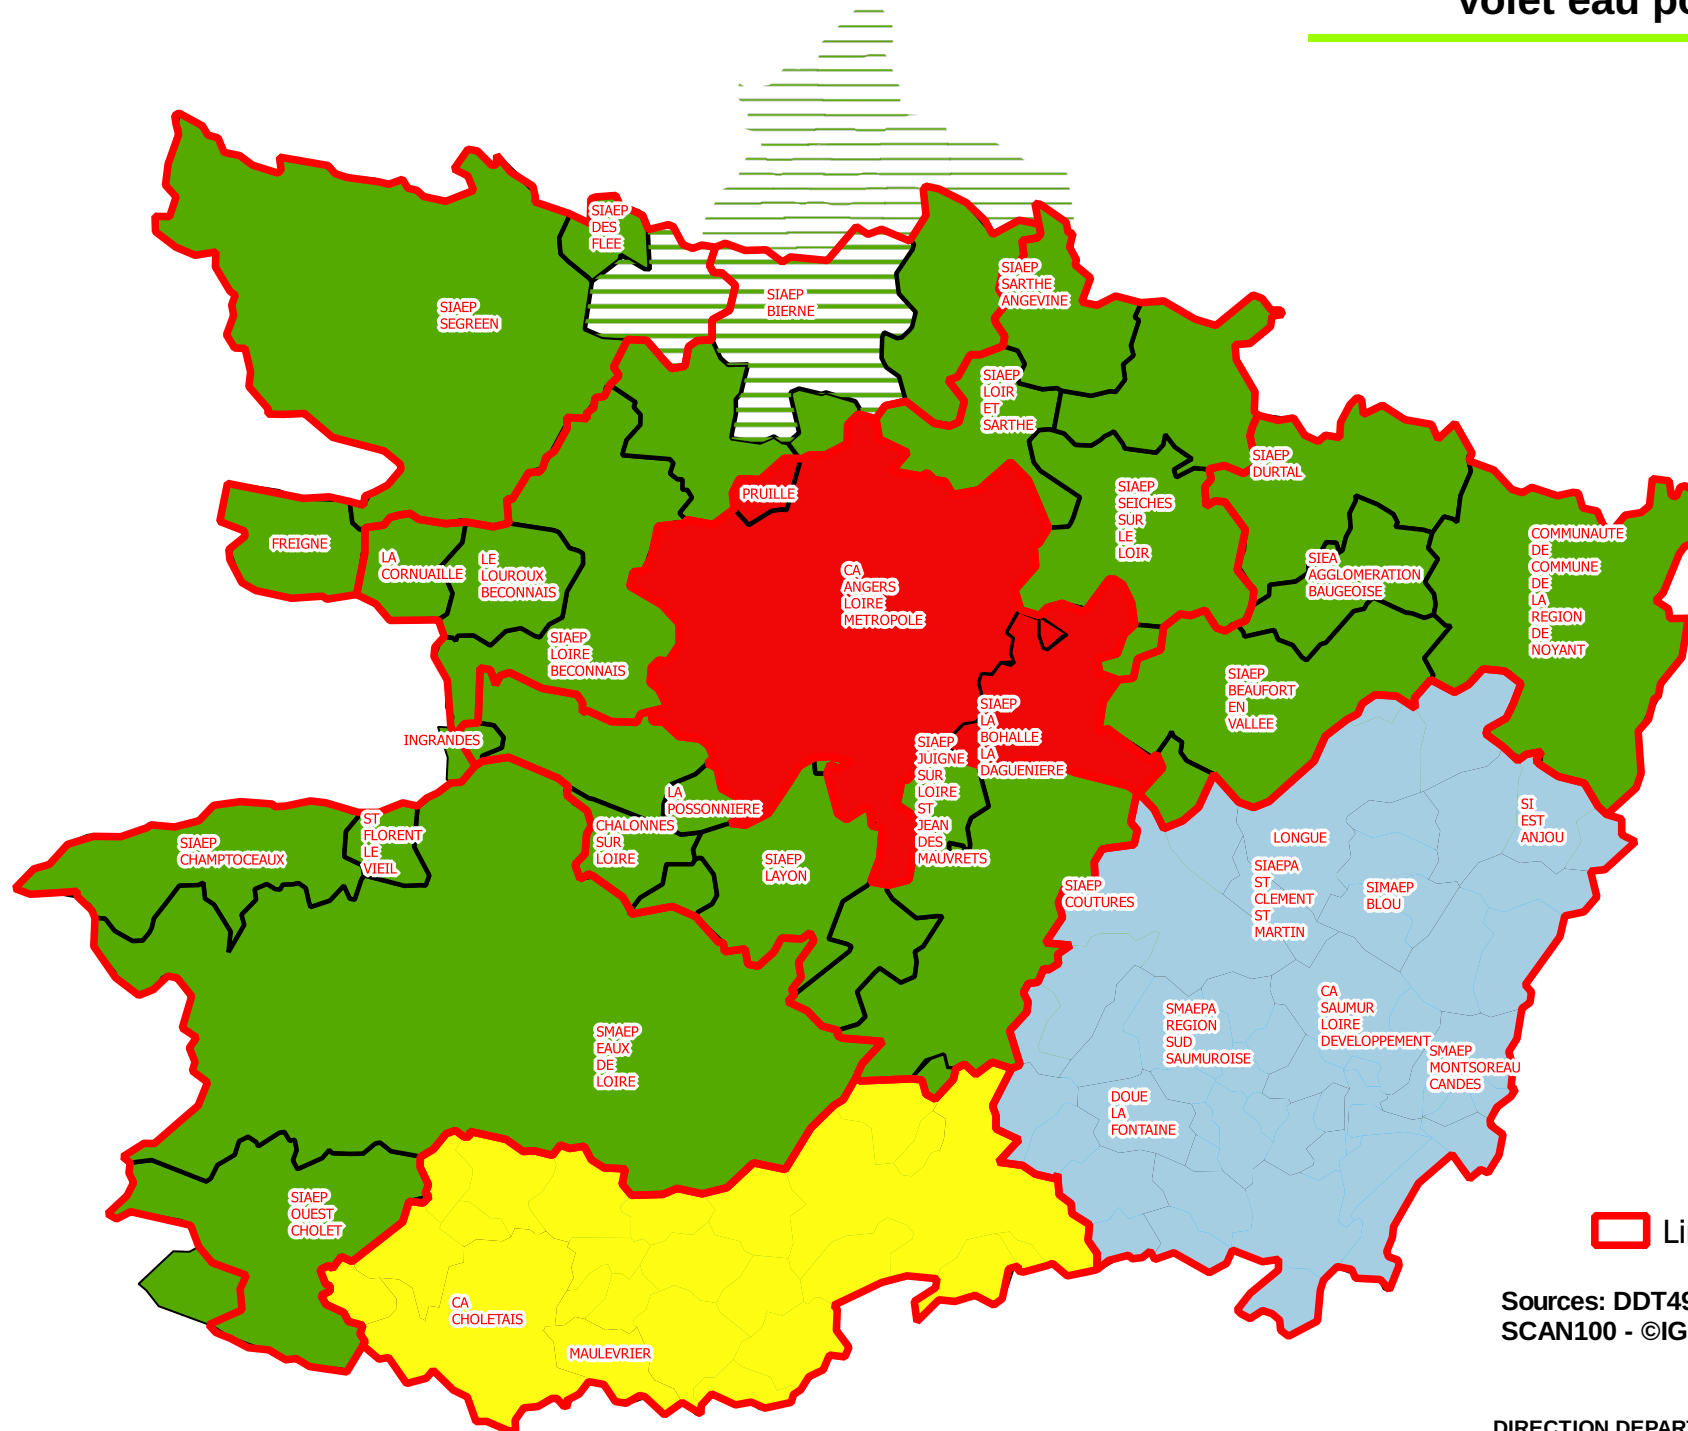 SIAEP
DES
FLEE
SIAEP
SEGREEN
SIAEP
BIERNE
SIAEP
SARTHE
ANGEVINE
SIAEP
LOIR
ET
SARTHE
SIAEP
DURTAL
PRUILLE
SIAEP
SEICHES
SUR
LE
LOIR
FREIGNE
LA
CORNUAILLE
LE
LOUROUX
BECONNAIS
CA
ANGERS
LOIRE
METROPOLE
SIEA
AGGLOMERATION
BAUGEOISE
COMMUNAUTE
DE
COMMUNE
DE
LA
REGION
DE
NOYANT
SIAEP
LOIRE
BECONNAIS
SIAEP
BEAUFORT
EN
VALLEE
INGRANDES
SIAEP
LA
BOHALLE
LA
DAGUENIERE
SIAEP
JUIGNE
SUR
LOIRE
ST
JEAN
DES
MAUVRETS
LA
POSSONNIERE
CHALONNES
SUR
LOIRE
ST
FLORENT
LE
VIEIL
SIAEP
CHAMPTOCEAUX
SIAEP
LAYON
SIAEP
COUTURES
LONGUE
SI
EST
ANJOU
SIAEPA
ST
CLEMENT
ST
MARTIN
SIMAEP
BLOU
SMAEP
EAUX
DE
LOIRE
SMAEPA
REGION
SUD
SAUMUROISE
CA
SAUMUR
LOIRE
DEVELOPPEMENT
SMAEP
MONTSOREAU
CANDES
DOUE
LA
FONTAINE
SIAEP
OUEST
CHOLET
CA
CHOLETAIS
MAULEVRIER
Sources: DDT49
SCAN100 - ©IG